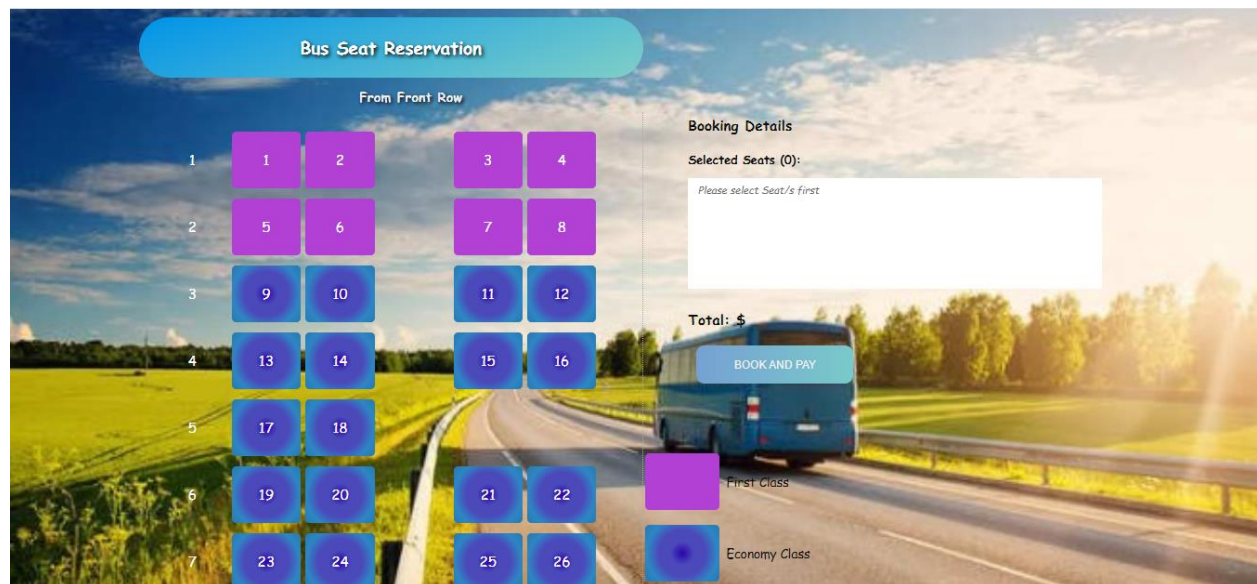 Bus Seat Reservation
From Front Row
1 1 2 3 4
2 5 6 7 8
3 9 10 11 12
4 13 14 15 16
5 17 18
6 19 20 21 22
7 23 24 25 26
Booking Details
Selected Seats (0):
Please select Seat/s first
Total: $
BOOK AND PAY
First Class
Economy Class